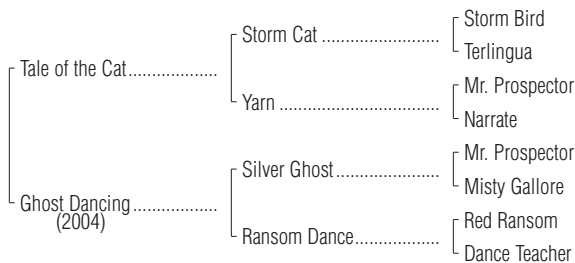 Storm Bird
Storm Cat ........................
Terlingua
Tale of the Cat..................
Mr. Prospector
Yarn .................................
Narrate
Mr. Prospector
Silver Ghost.....................
Misty Gallore
Ghost Dancing.................
(2004)
Red Ransom
Ransom Dance.................
Dance Teacher